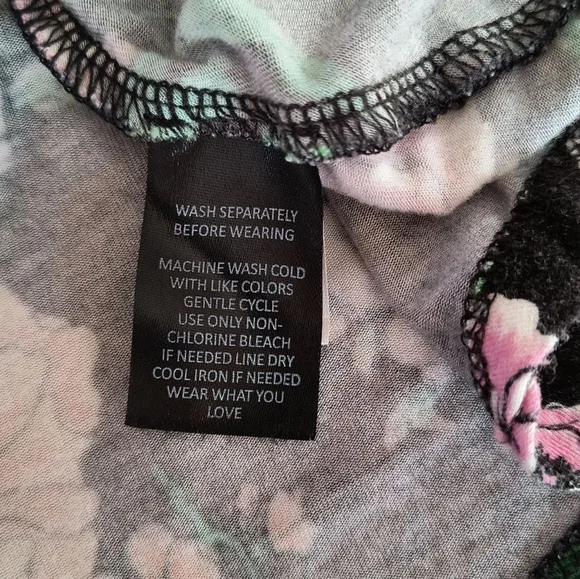 WASH SEPARATELY
BEFORE WEARING
MACHINE WASH COLD
WITH LIKE COLORS
GENTLE CYCLE
USE ONLY NON-
CHLORINE BLEACH
IF NEEDED LINE DRY
COOL IRON IF NEEDED
WEAR WHAT YOU
LOVE